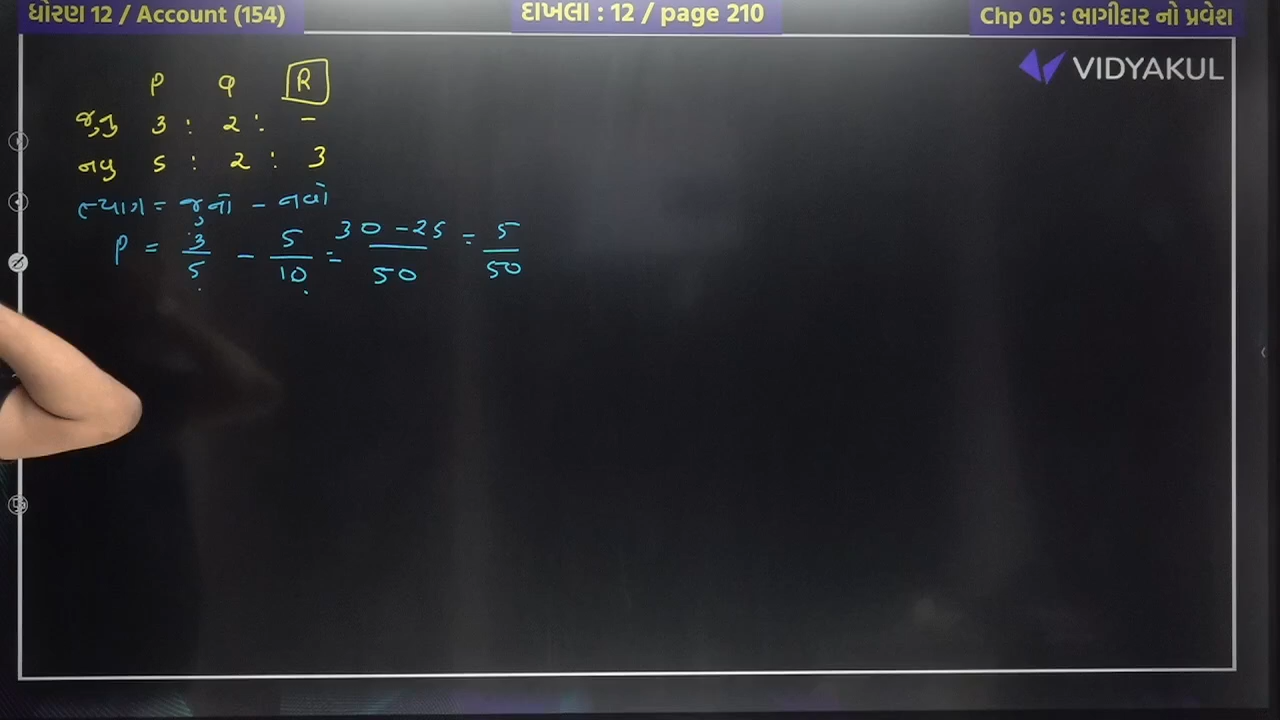 ધોરણ 12 / Account (154)
દાખલા : 12 / page 210
Chp 05 : ભાગીદાર નો પ્રવેશ
VIDYAKUL
P Q R
જૂનુ 3 : 2 : -
નવુ 5 : 2 : 3
ત્યાગ = જૂનો - નવો
P = 3/5 - 5/10 = 30 - 25 / 50 = 5/50